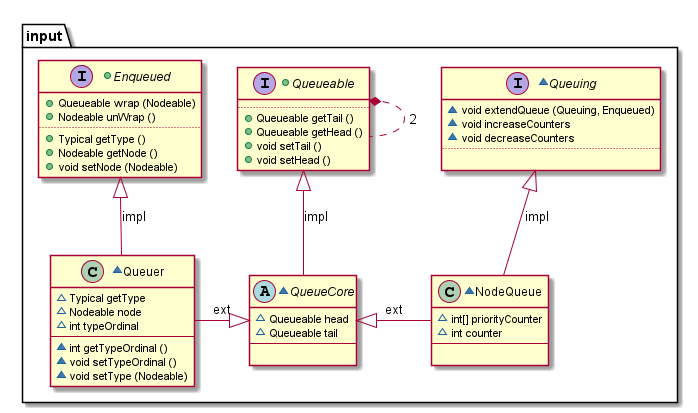 input
I Enqueued
Queueable wrap (Nodeable)
Nodeable unWrap ()
Typical getType ()
Nodeable getNode ()
void setNode (Nodeable)
I Queueable
Queueable getTail ()
Queueable getHead ()
void setTail ()
void setHead ()
2
I Queuing
void extendQueue (Queuing, Enqueued)
void increaseCounters
void decreaseCounters
impl
impl
impl
C Queuer
Typical getType
Nodeable node
int typeOrdinal
int getTypeOrdinal ()
void setTypeOrdinal ()
void setType (Nodeable)
ext
A QueueCore
Queueable head
Queueable tail
ext
C NodeQueue
int[] priorityCounter
int counter